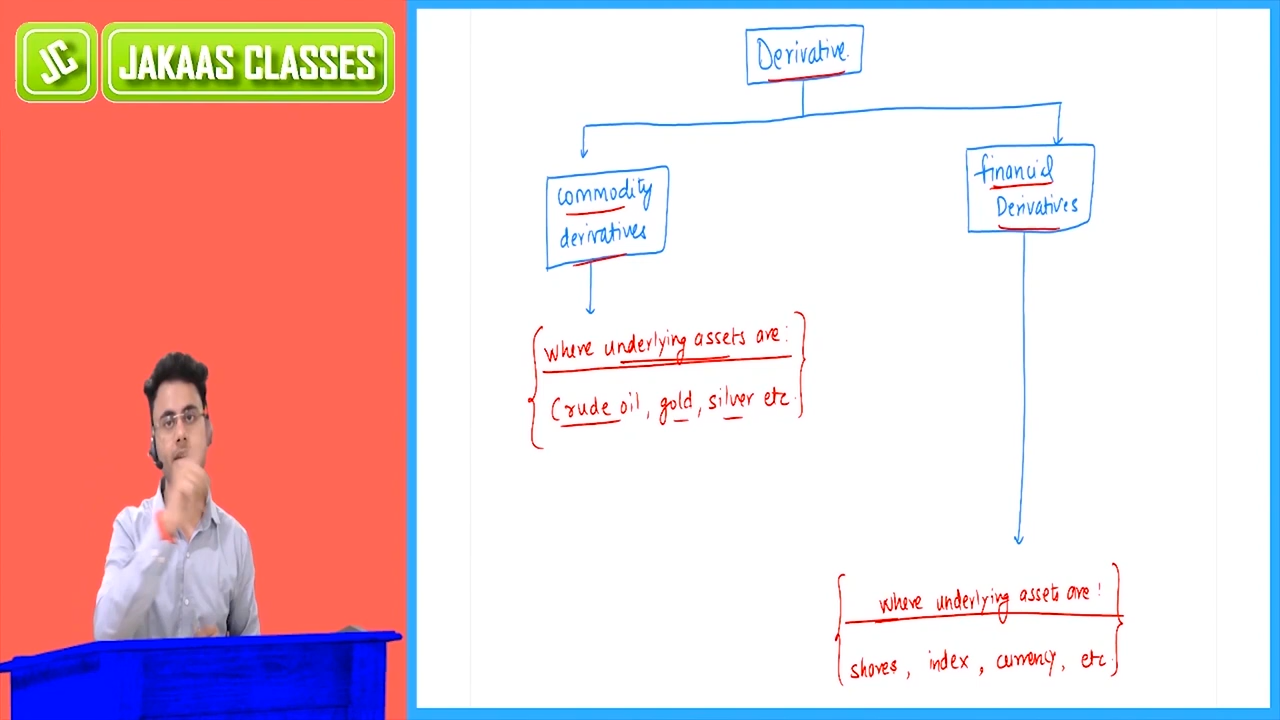 JC JAKAAS CLASSES
Derivative
commodity
derivatives
financial
Derivatives
where underlying assets are:
Crude oil, gold, silver etc.
where underlying assets are:
shares, index, currency, etc.